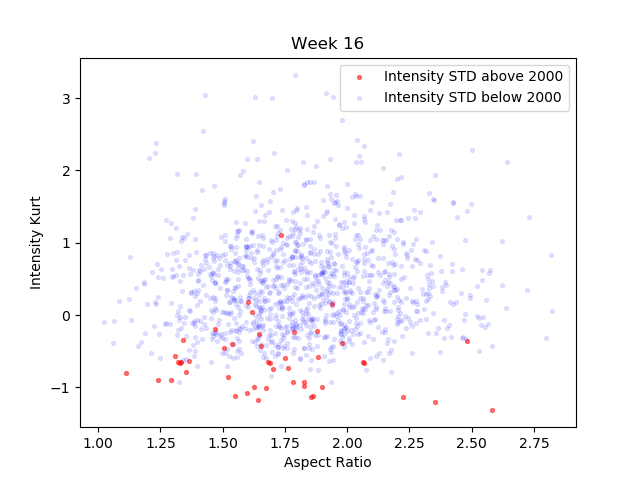 Week 16
Intensity STD above 2000
Intensity STD below 2000
3
2
1
0
−1
Intensity Kurt
1.00 1.25 1.50 1.75 2.00 2.25 2.50 2.75
Aspect Ratio